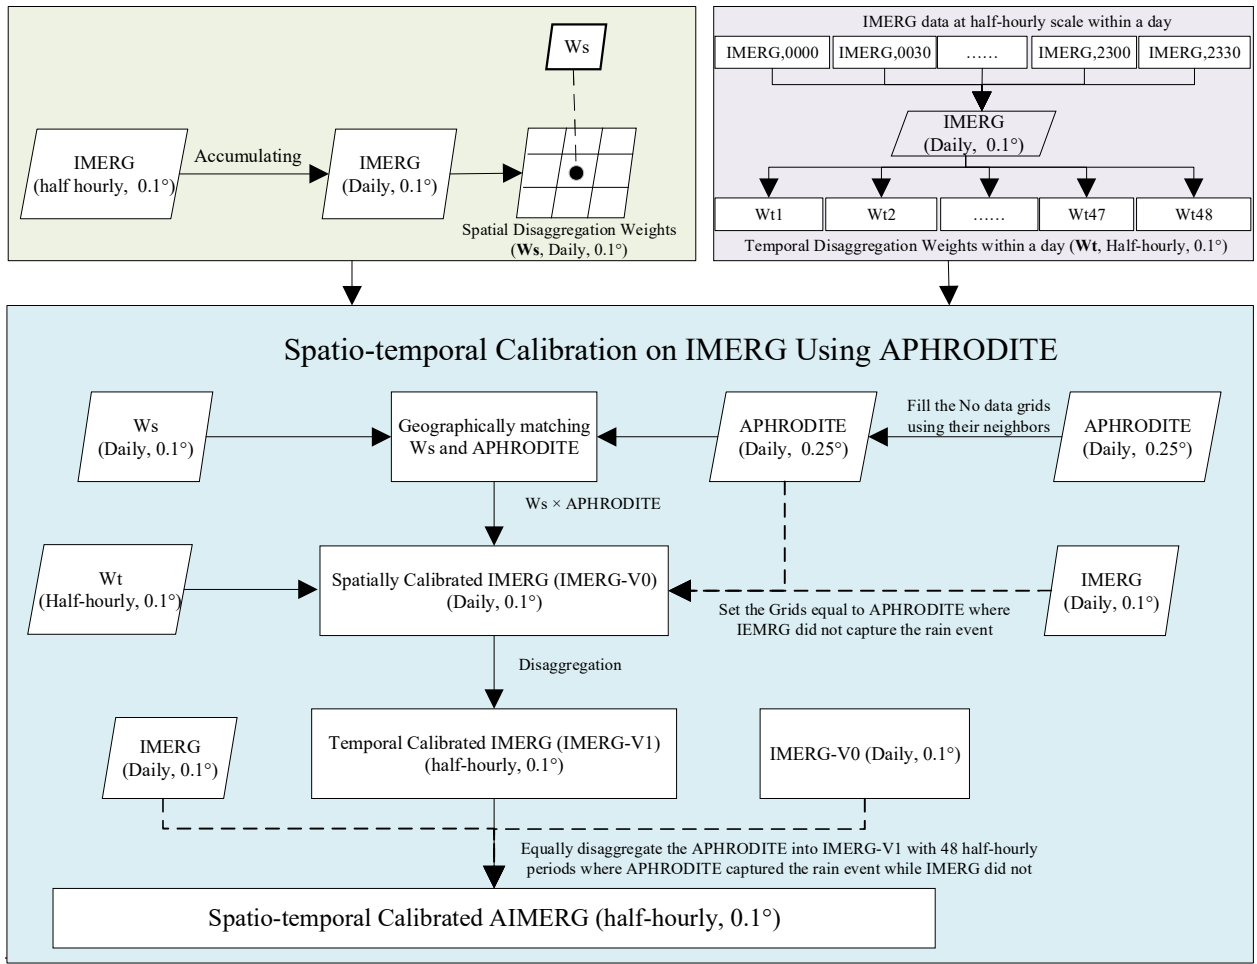 Ws
IMERG
(half hourly, 0.1°)
Accumulating
IMERG
(Daily, 0.1°)
Spatial Disaggregation Weights
(Ws, Daily, 0.1°)
IMERG data at half-hourly scale within a day
IMERG,0000
IMERG,0030
......
IMERG,2300
IMERG,2330
IMERG
(Daily, 0.1°)
Wt1
Wt2
......
Wt47
Wt48
Temporal Disaggregation Weights within a day (Wt, Half-hourly, 0.1°)
Spatio-temporal Calibration on IMERG Using APHRODITE
Ws
(Daily, 0.1°)
Geographically matching
Ws and APHRODITE
APHRODITE
(Daily, 0.25°)
Fill the No data grids
using their neighbors
APHRODITE
(Daily, 0.25°)
Ws × APHRODITE
Wt
(Half-hourly, 0.1°)
Spatially Calibrated IMERG (IMERG-V0)
(Daily, 0.1°)
Set the Grids equal to APHRODITE where
IEMRG did not capture the rain event
IMERG
(Daily, 0.1°)
Disaggregation
IMERG
(Daily, 0.1°)
Temporal Calibrated IMERG (IMERG-V1)
(half-hourly, 0.1°)
IMERG-V0 (Daily, 0.1°)
Equally disaggregate the APHRODITE into IMERG-V1 with 48 half-hourly
periods where APHRODITE captured the rain event while IMERG did not
Spatio-temporal Calibrated AIMERG (half-hourly, 0.1°)